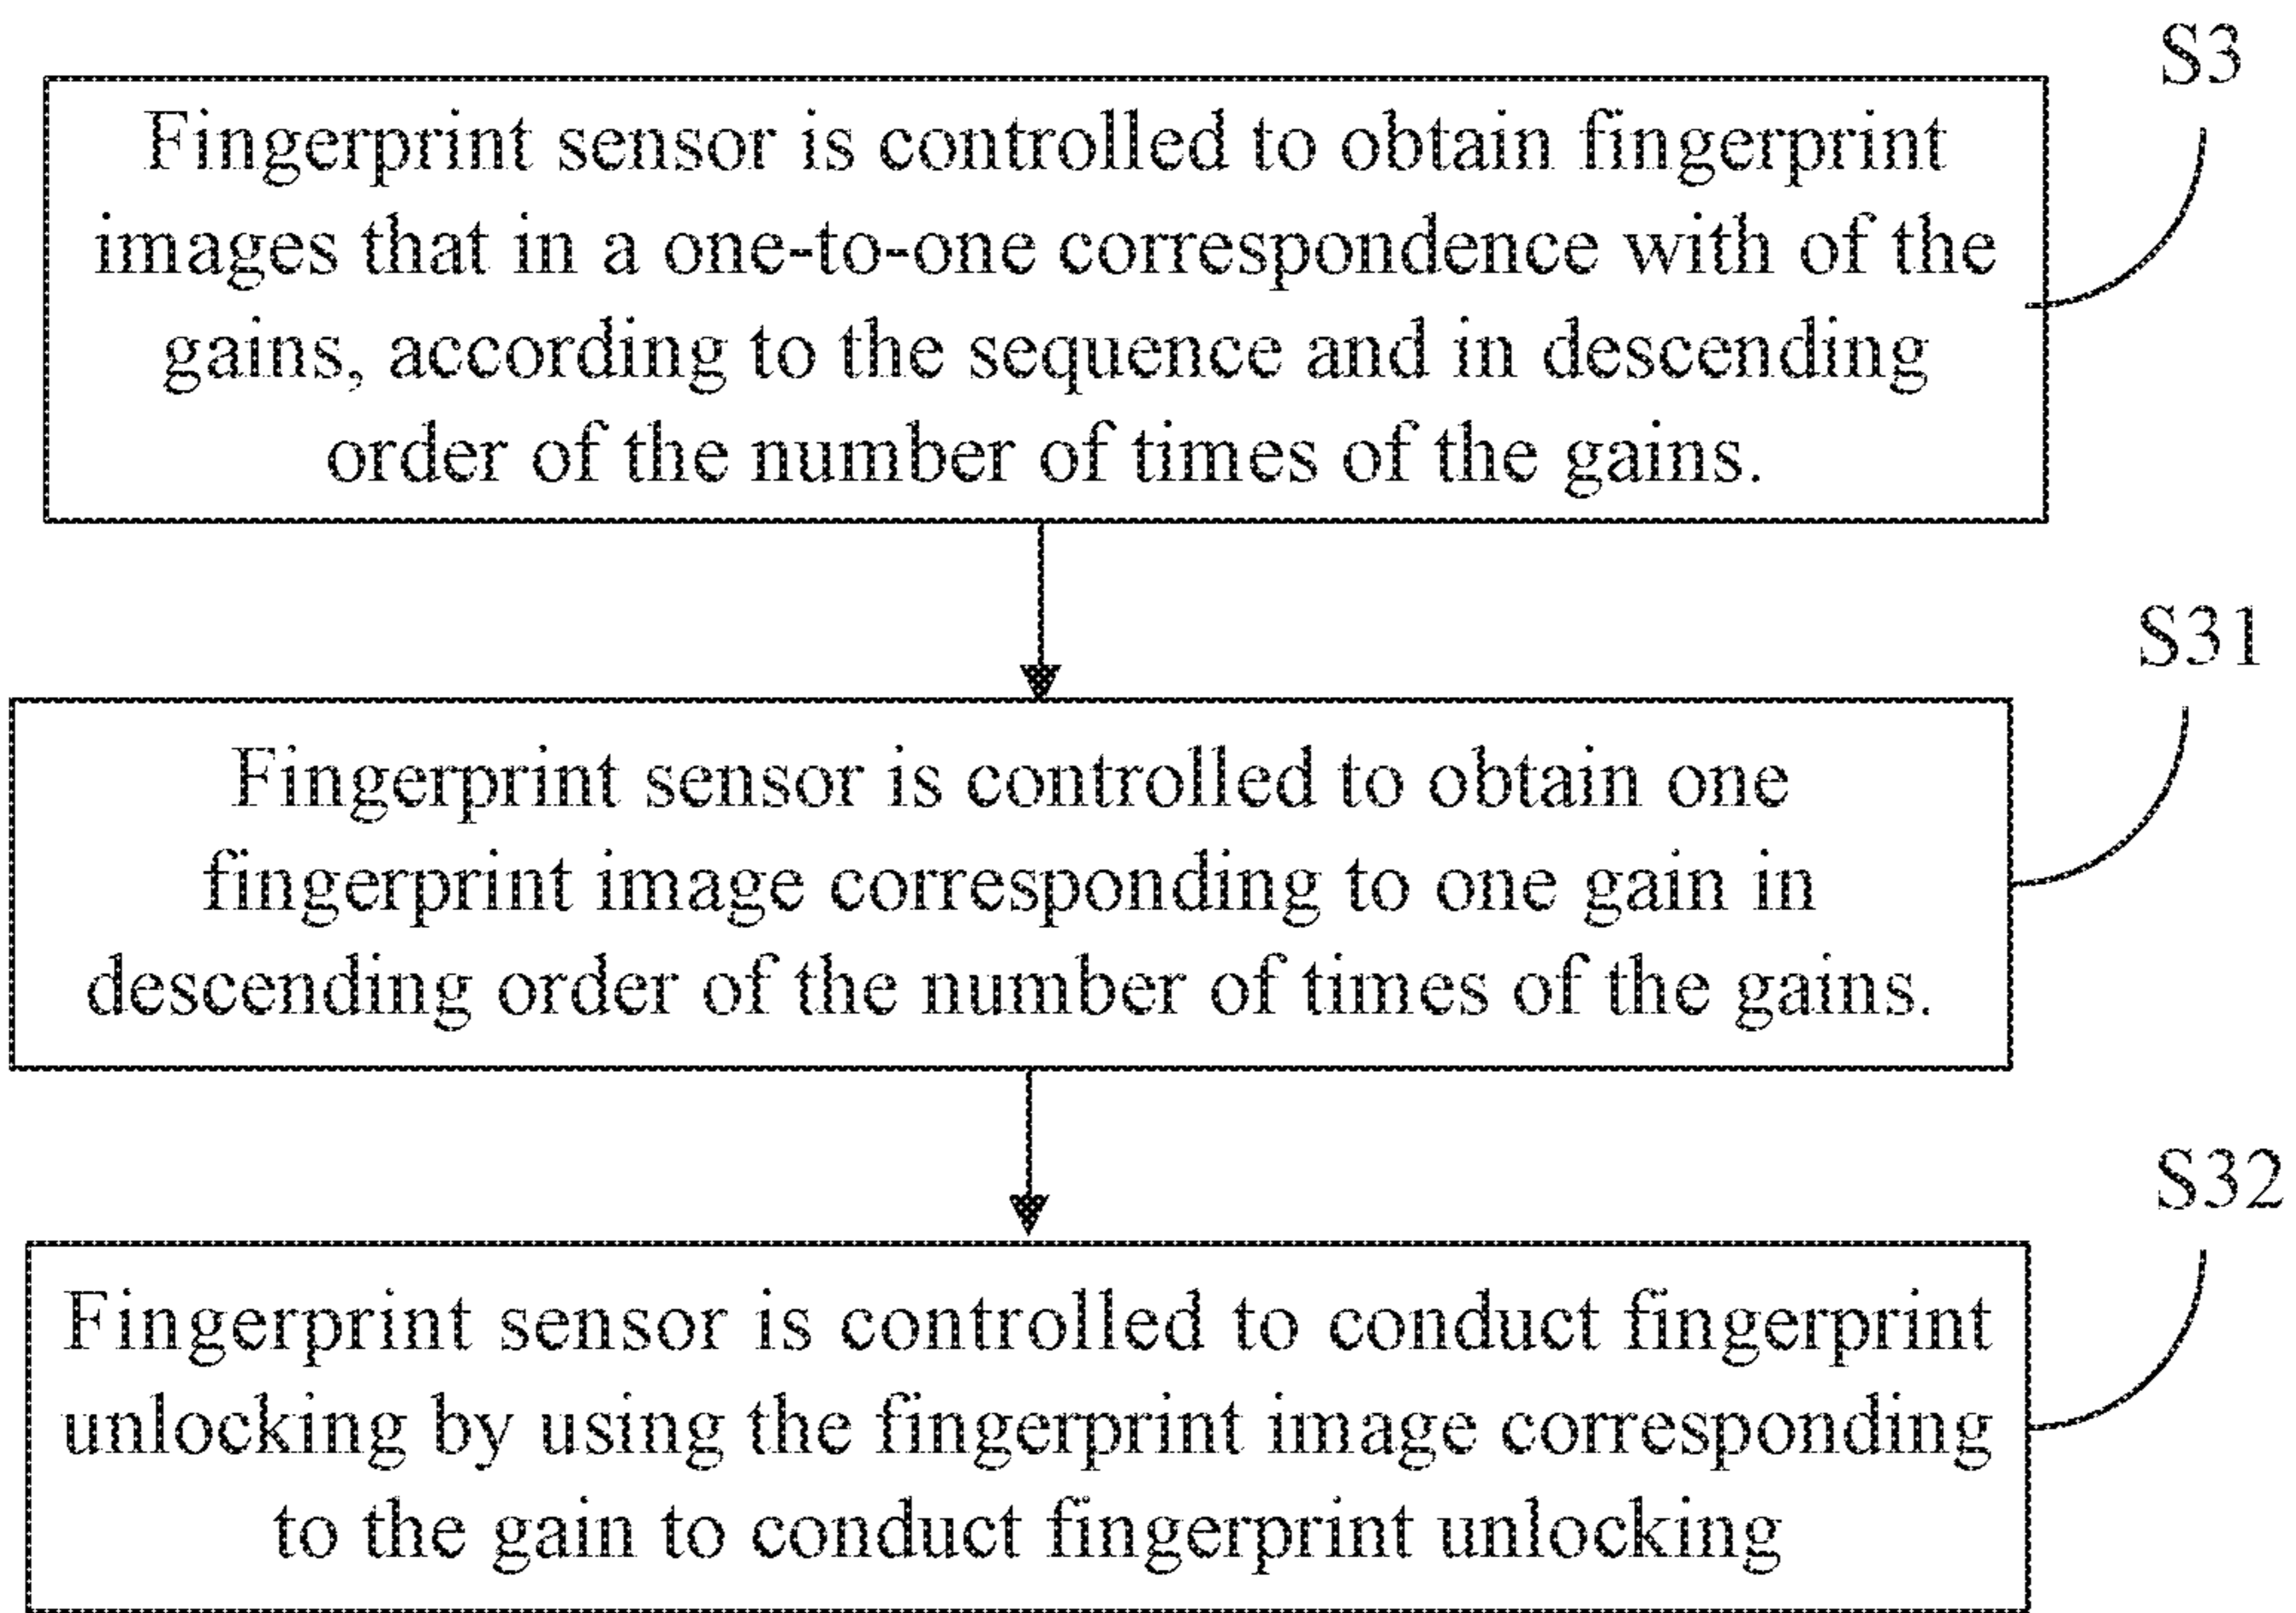 S3
Fingerprint sensor is controlled to obtain fingerprint
images that in a one-to-one correspondence with of the
gains, according to the sequence and in descending
order of the number of times of the gains.
S31
Fingerprint sensor is controlled to obtain one
fingerprint image corresponding to one gain in
descending order of the number of times of the gains.
S32
Fingerprint sensor is controlled to conduct fingerprint
unlocking by using the fingerprint image corresponding
to the gain to conduct fingerprint unlocking